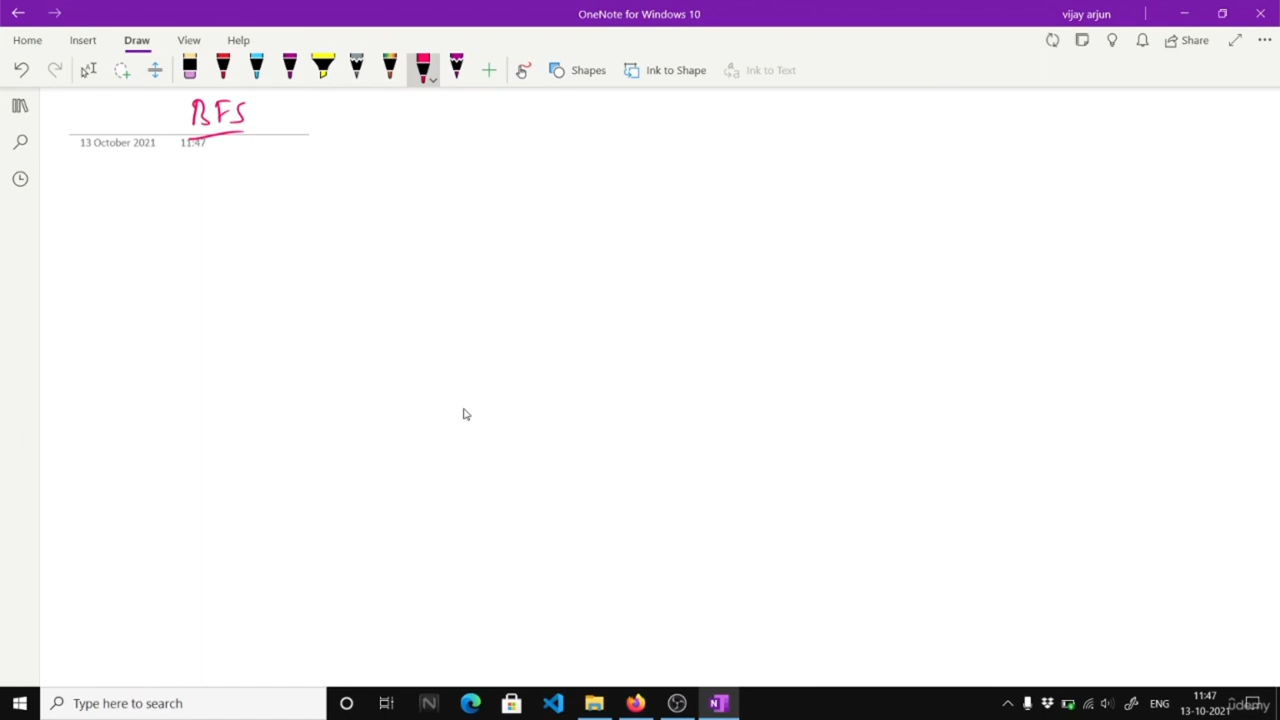 OneNote for Windows 10
vijay arjun
Home Insert Draw View Help
Share
Shapes
Ink to Shape
Ink to Text
BFS
13 October 2021 11:47
Type here to search
N
N
ENG
11:47
13-10-2021
ûdemy